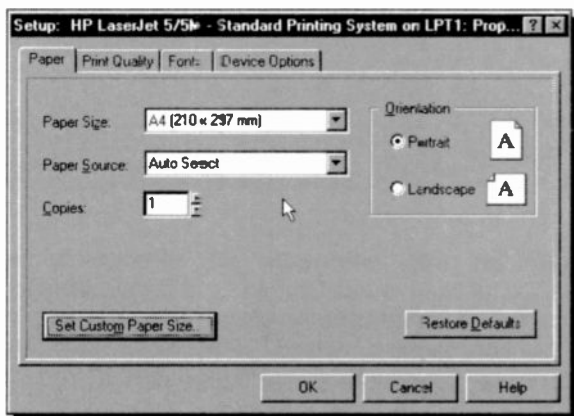 Setup: HP LaserJet 5/5M - Standard Printing System on LPT1: Prop... ? ×
Paper Print Quality Fonts Device Options
Paper Size: A4 (210 x 297 mm)
Paper Source: Auto Select
Copies: 1
Orientation
Portrait A
Landscape A
Set Custom Paper Size...
Restore Defaults
OK Cancel Help